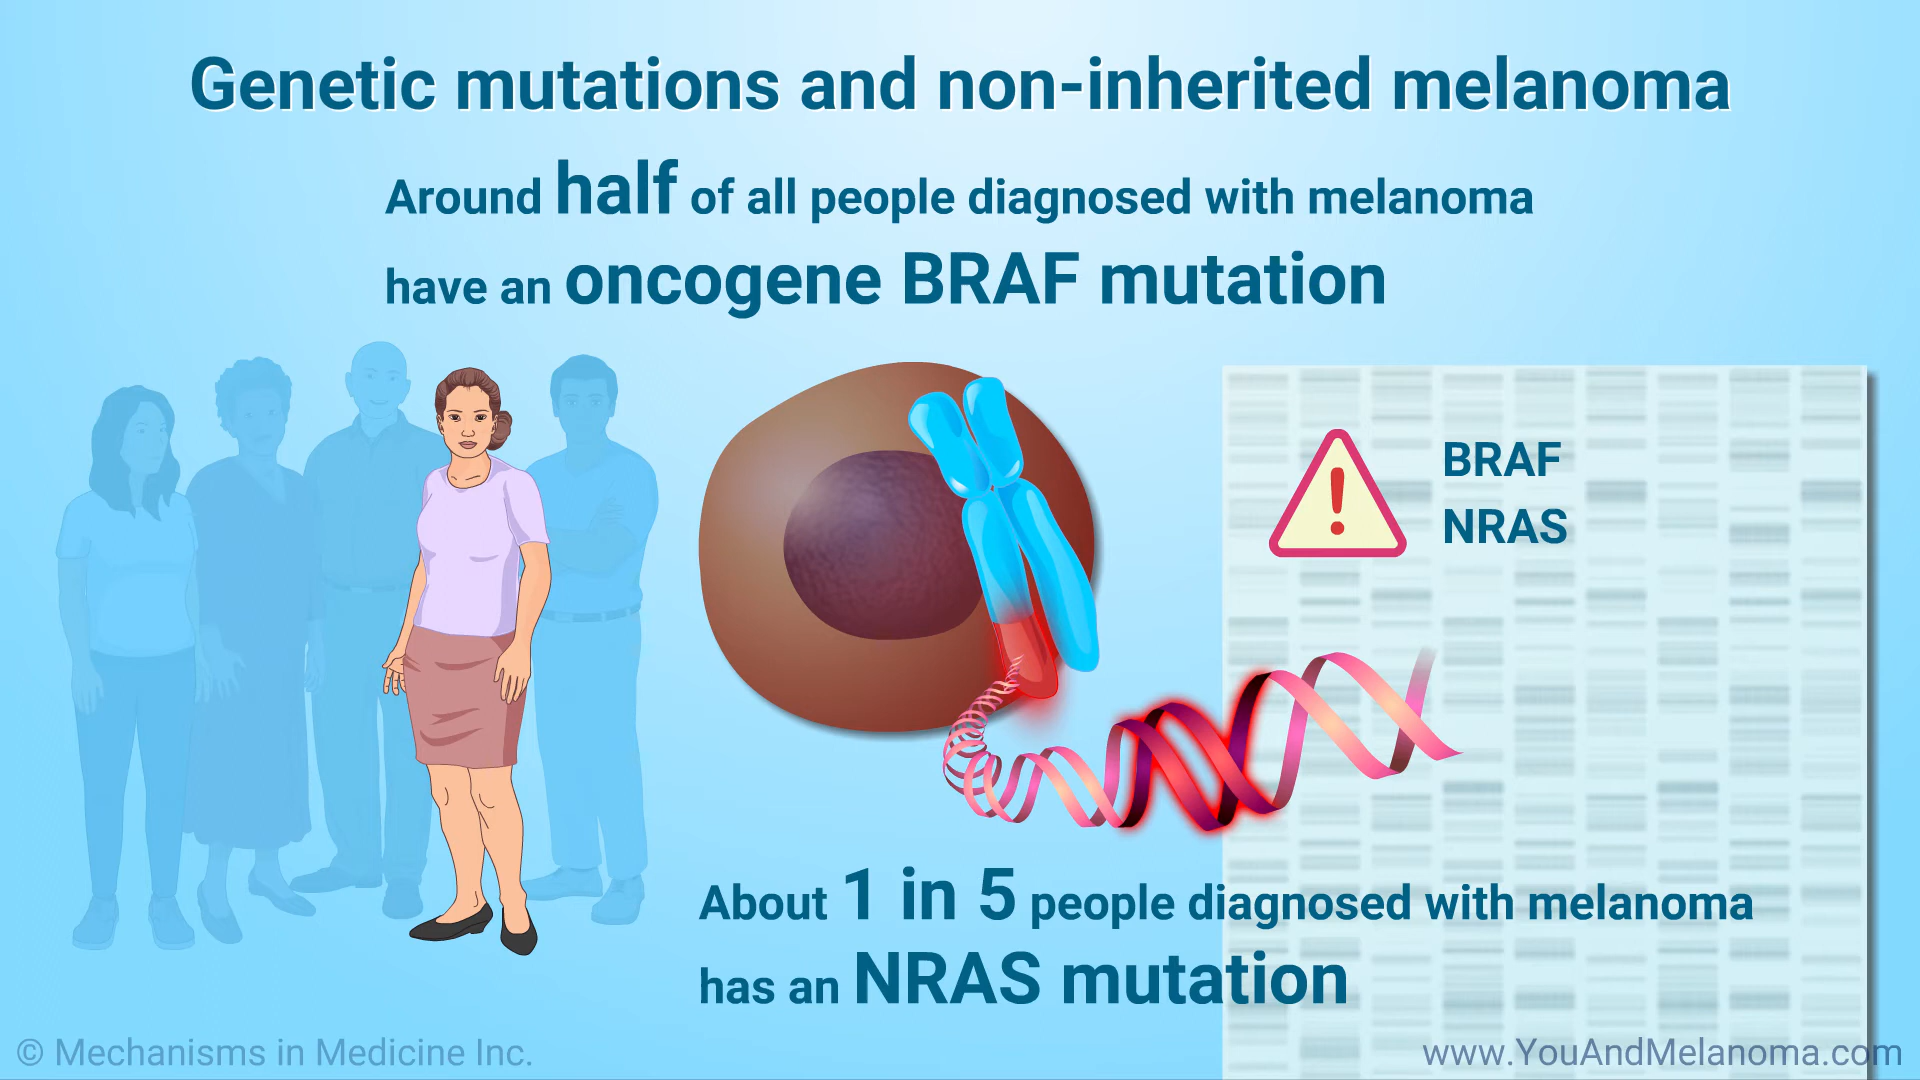 Genetic mutations and non-inherited melanoma
Around half of all people diagnosed with melanoma
have an oncogene BRAF mutation
BRAF
NRAS
About 1 in 5 people diagnosed with melanoma
has an NRAS mutation
© Mechanisms in Medicine Inc.
www.YouAndMelanoma.com